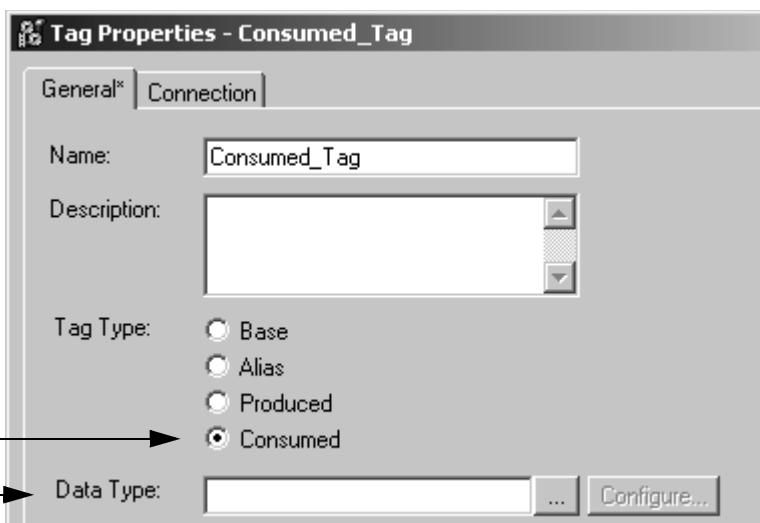 Tag Properties - Consumed_Tag
General* Connection
Name: Consumed_Tag
Description:
Tag Type: Base
Alias
Produced
Consumed
Data Type: ... Configure...